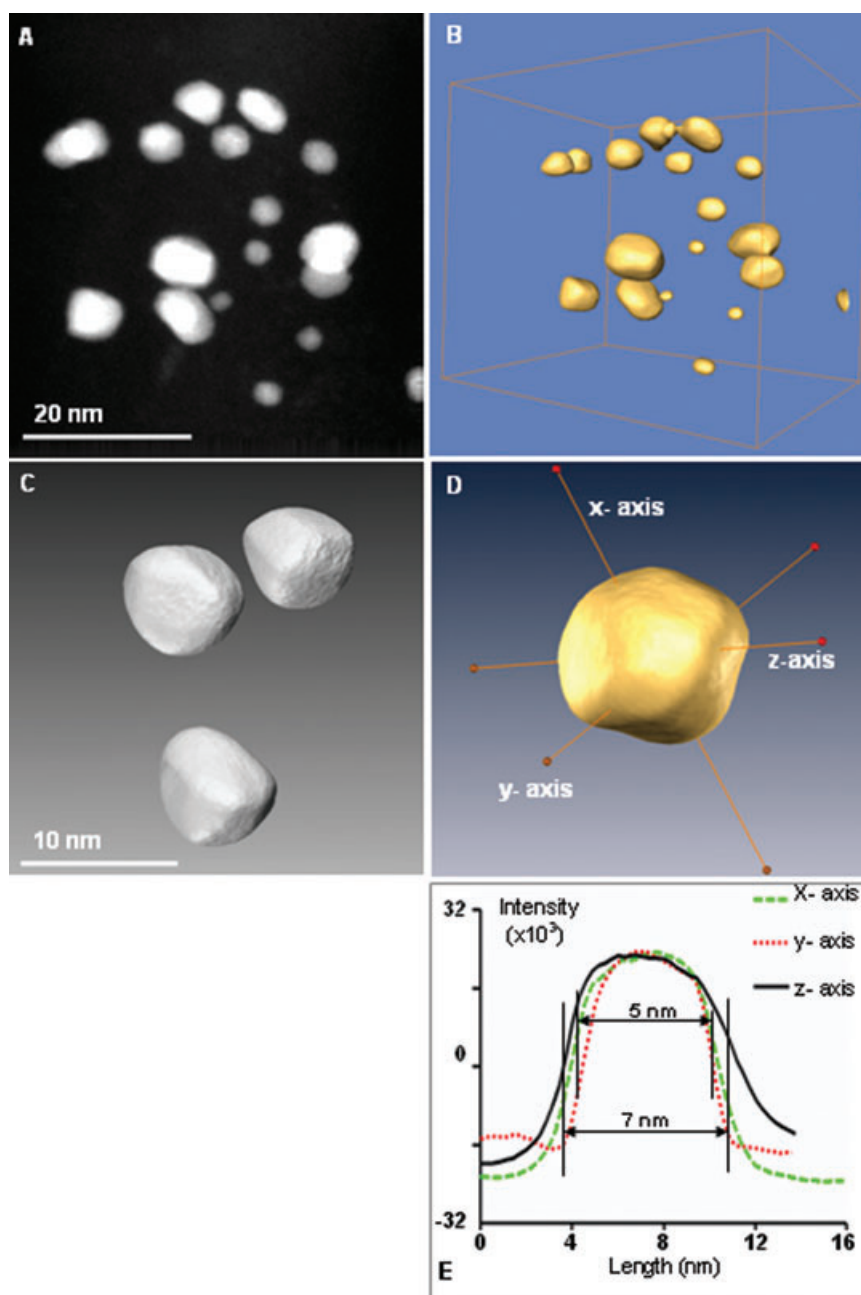 A
B
20 nm
C
D
x- axis
z-axis
y- axis
10 nm
32
Intensity
(x10³)
X- axis
y- axis
z- axis
5 nm
0
7 nm
-32
0 4 8 12 16
E
Length (nm)